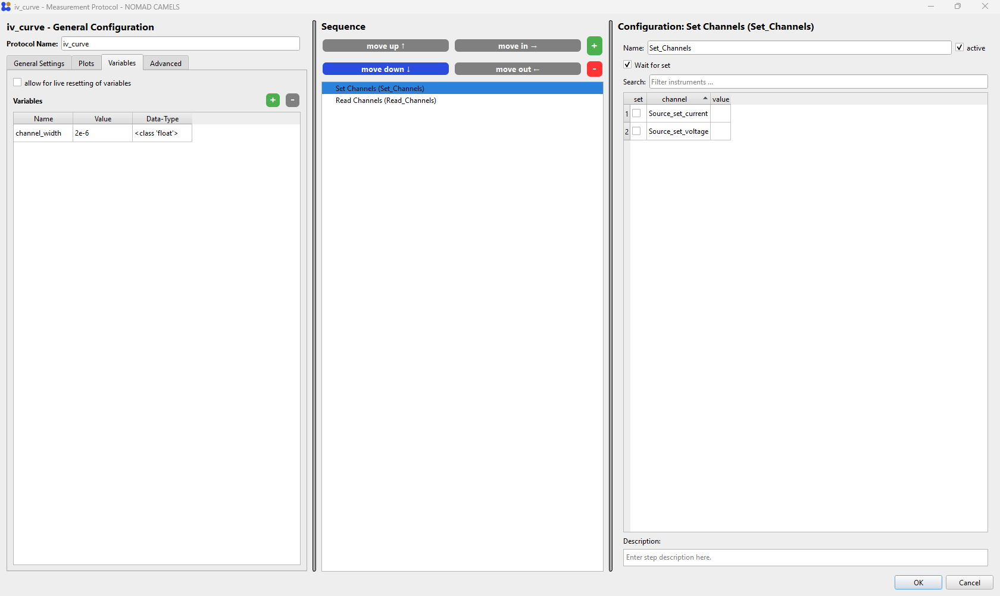 iv_curve - Measurement Protocol - NOMAD CAMELS
iv_curve - General Configuration
Protocol Name: iv_curve
General Settings Plots Variables Advanced
allow for live resetting of variables
Variables + -
Name Value Data-Type
channel_width 2e-6 <class 'float'>
Sequence
move up ↑ move in → +
move down ↓ move out ← -
Set Channels (Set_Channels)
Read Channels (Read_Channels)
Configuration: Set Channels (Set_Channels)
Name: Set_Channels active
Wait for set
Search: Filter instruments ...
set channel value
1 Source_set_current
2 Source_set_voltage
Description:
Enter step description here.
OK Cancel